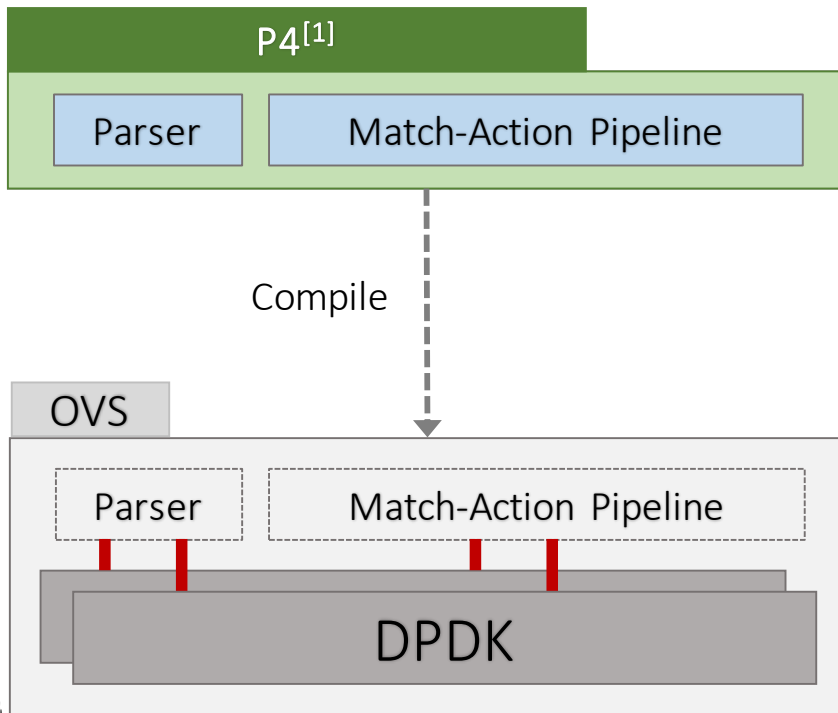 P4[1]
Parser
Match-Action Pipeline
Compile
OVS
Parser
Match-Action Pipeline
DPDK